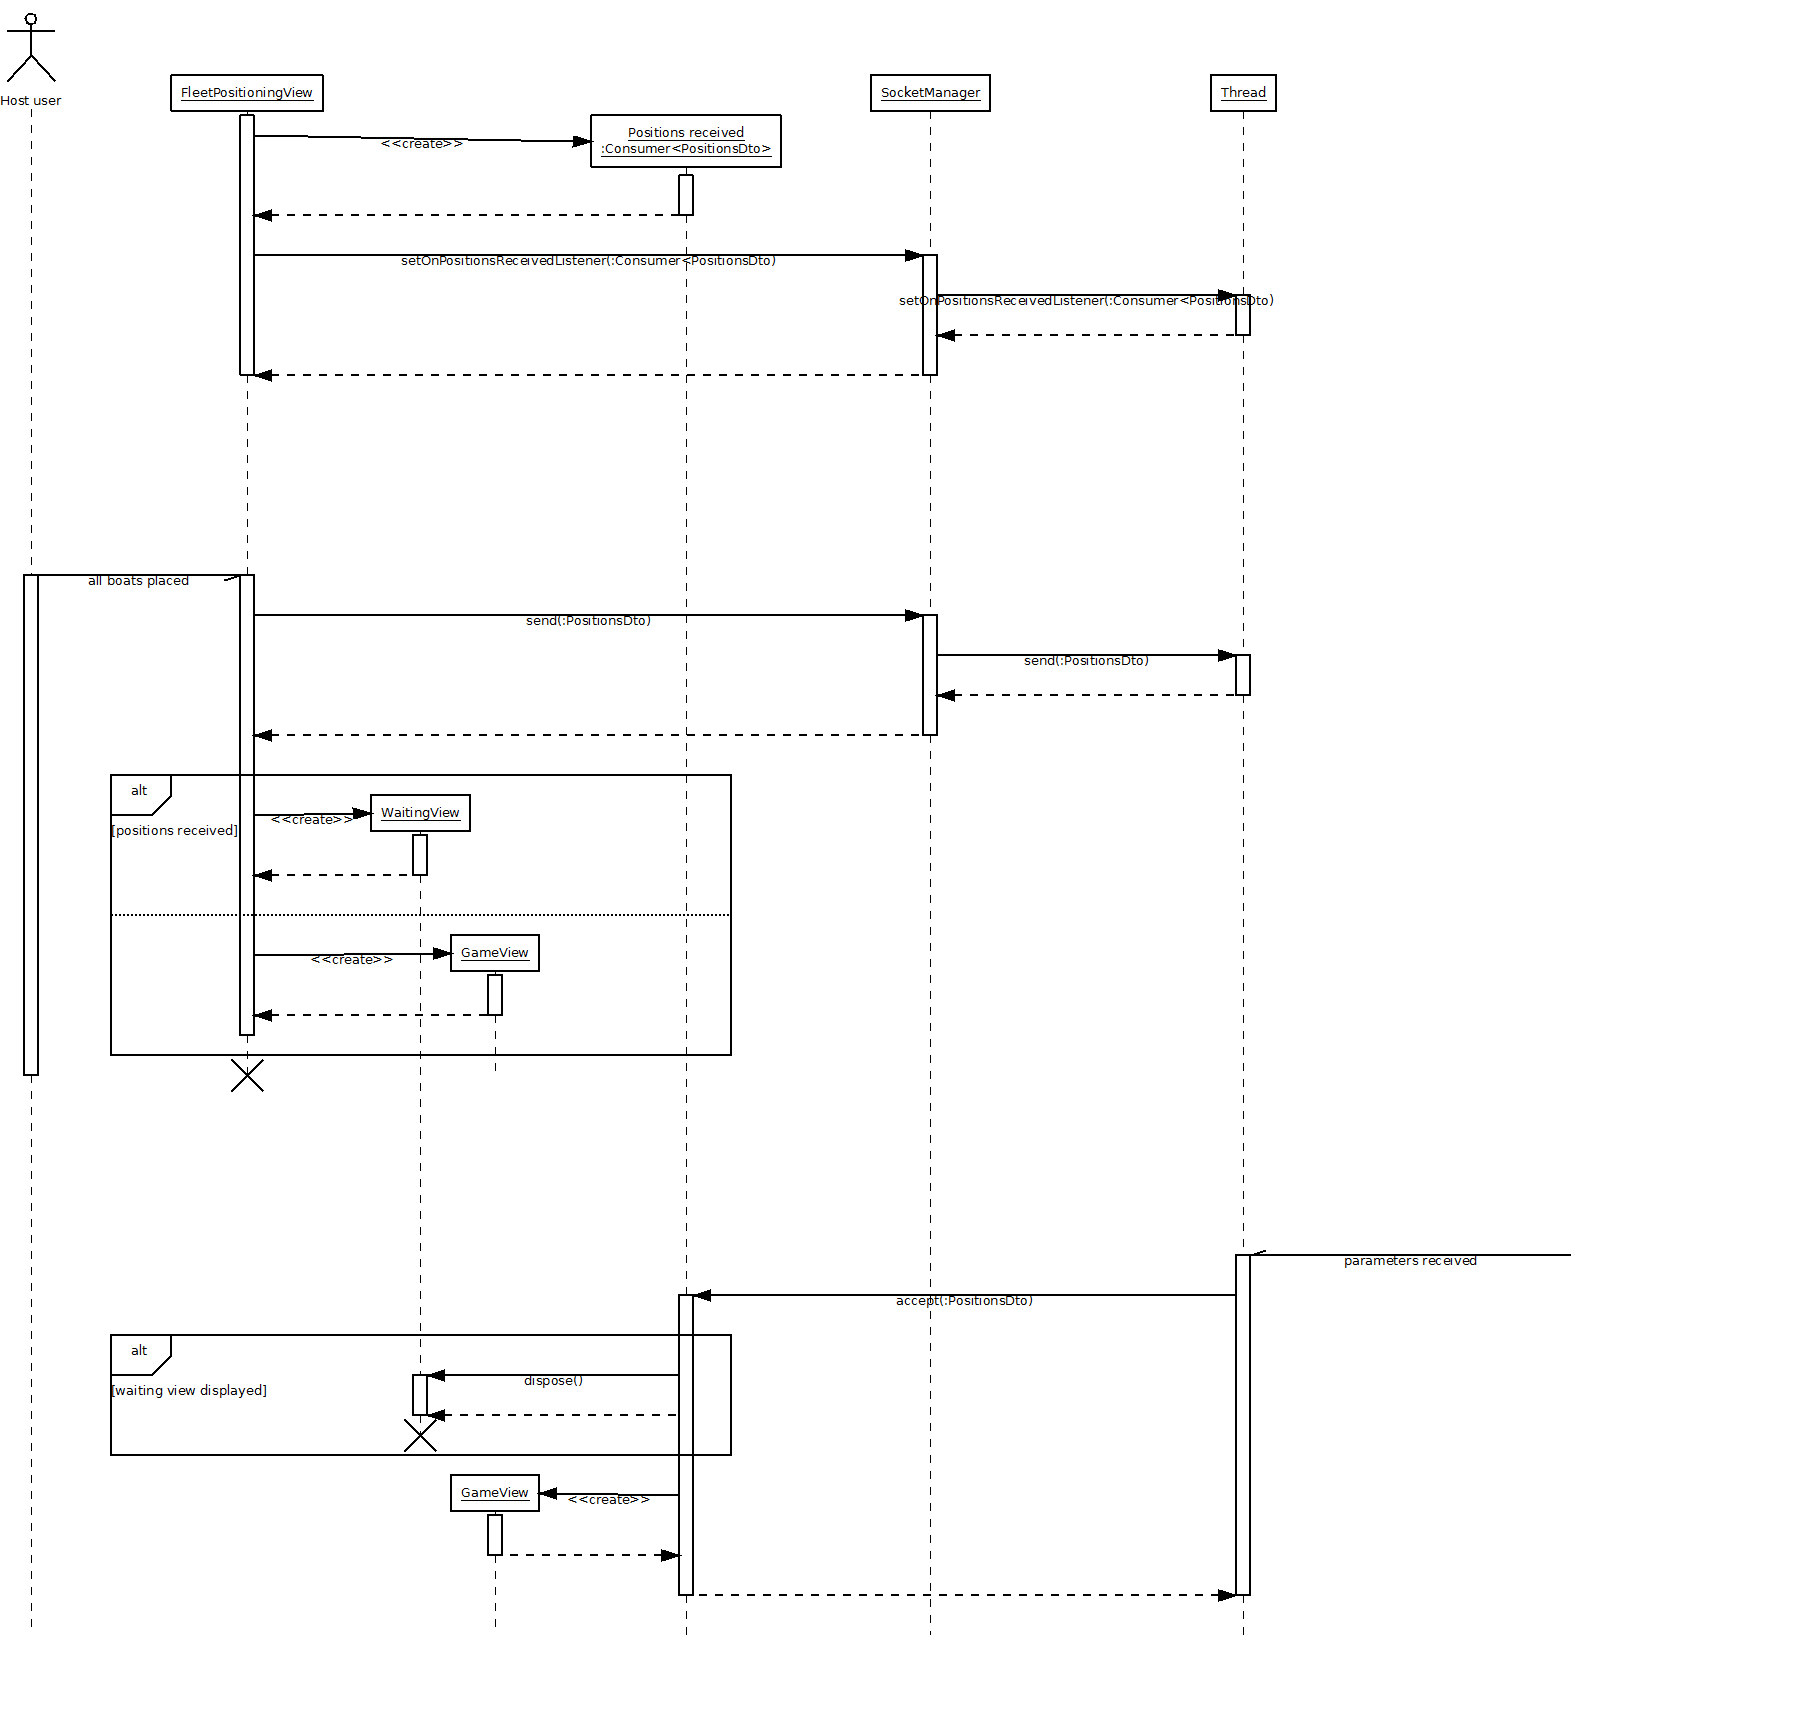 Host user
FleetPositioningView
SocketManager
Thread
Positions received
:Consumer<PositionsDto>
<<create>>
setOnPositionsReceivedListener(:Consumer<PositionsDto)
setOnPositionsReceivedListener(:Consumer<PositionsDto)
all boats placed
send(:PositionsDto)
send(:PositionsDto)
alt
[positions received]
<<create>>
WaitingView
<<create>>
GameView
parameters received
accept(:PositionsDto)
alt
[waiting view displayed]
dispose()
GameView
<<create>>